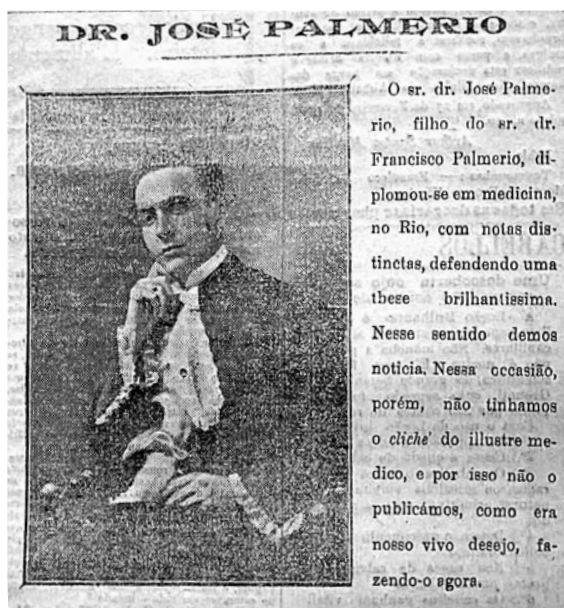 DR. JOSÉ PALMERIO
O sr. dr. José Palme-
rio, filho do sr. dr.
Francisco Palmerio, di-
plomou-se em medicina,
no Rio, com notas dis-
tinctas, defendendo uma
these brilhantissima.
Nesse sentido demos
noticia. Nessa occasião,
porém, não tinhamos
o cliche' do illustre me-
dico, e por isso não o
publicámos, como era
nosso vivo desejo, fa-
zendo-o agora.